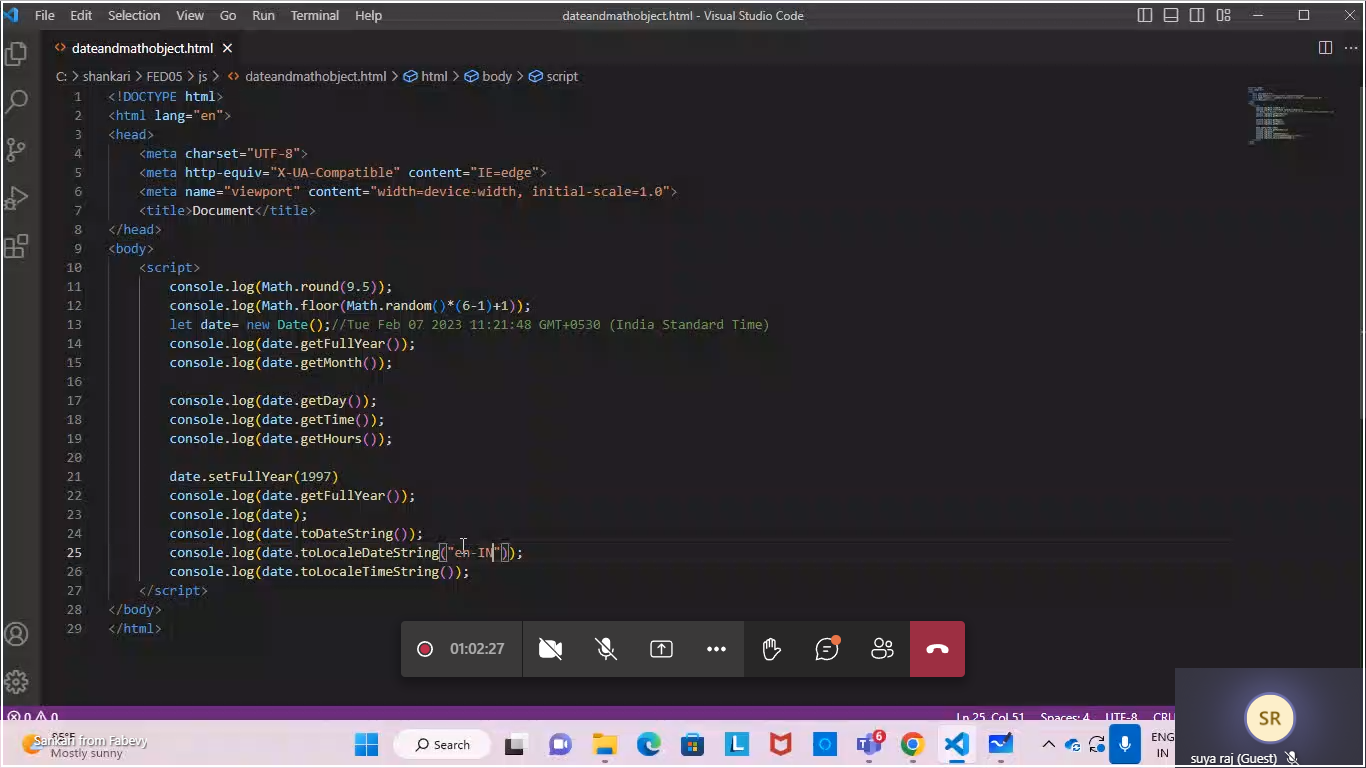 File Edit Selection View Go Run Terminal Help dateandmathobject.html - Visual Studio Code
<> dateandmathobject.html ×
C: > shankari > FED05 > js > <> dateandmathobject.html > html > body > script
1 <!DOCTYPE html>
2 <html lang="en">
3 <head>
4     <meta charset="UTF-8">
5     <meta http-equiv="X-UA-Compatible" content="IE=edge">
6     <meta name="viewport" content="width=device-width, initial-scale=1.0">
7     <title>Document</title>
8 </head>
9 <body>
10     <script>
11         console.log(Math.round(9.5));
12         console.log(Math.floor(Math.random()*(6-1)+1));
13         let date= new Date();//Tue Feb 07 2023 11:21:48 GMT+0530 (India Standard Time)
14         console.log(date.getFullYear());
15         console.log(date.getMonth());
16
17         console.log(date.getDay());
18         console.log(date.getTime());
19         console.log(date.getHours());
20
21         date.setFullYear(1997)
22         console.log(date.getFullYear());
23         console.log(date);
24         console.log(date.toDateString());
25         console.log(date.toLocaleDateString("en-IN"));
26         console.log(date.toLocaleTimeString());
27     </script>
28 </body>
29 </html>
01:02:27
SR
suya raj (Guest)
0 0 Ln 25, Col 51 Spaces: 4 UTF-8 CRL
Sankari from Fabevy
Mostly sunny
Search
L
6
ENG
IN